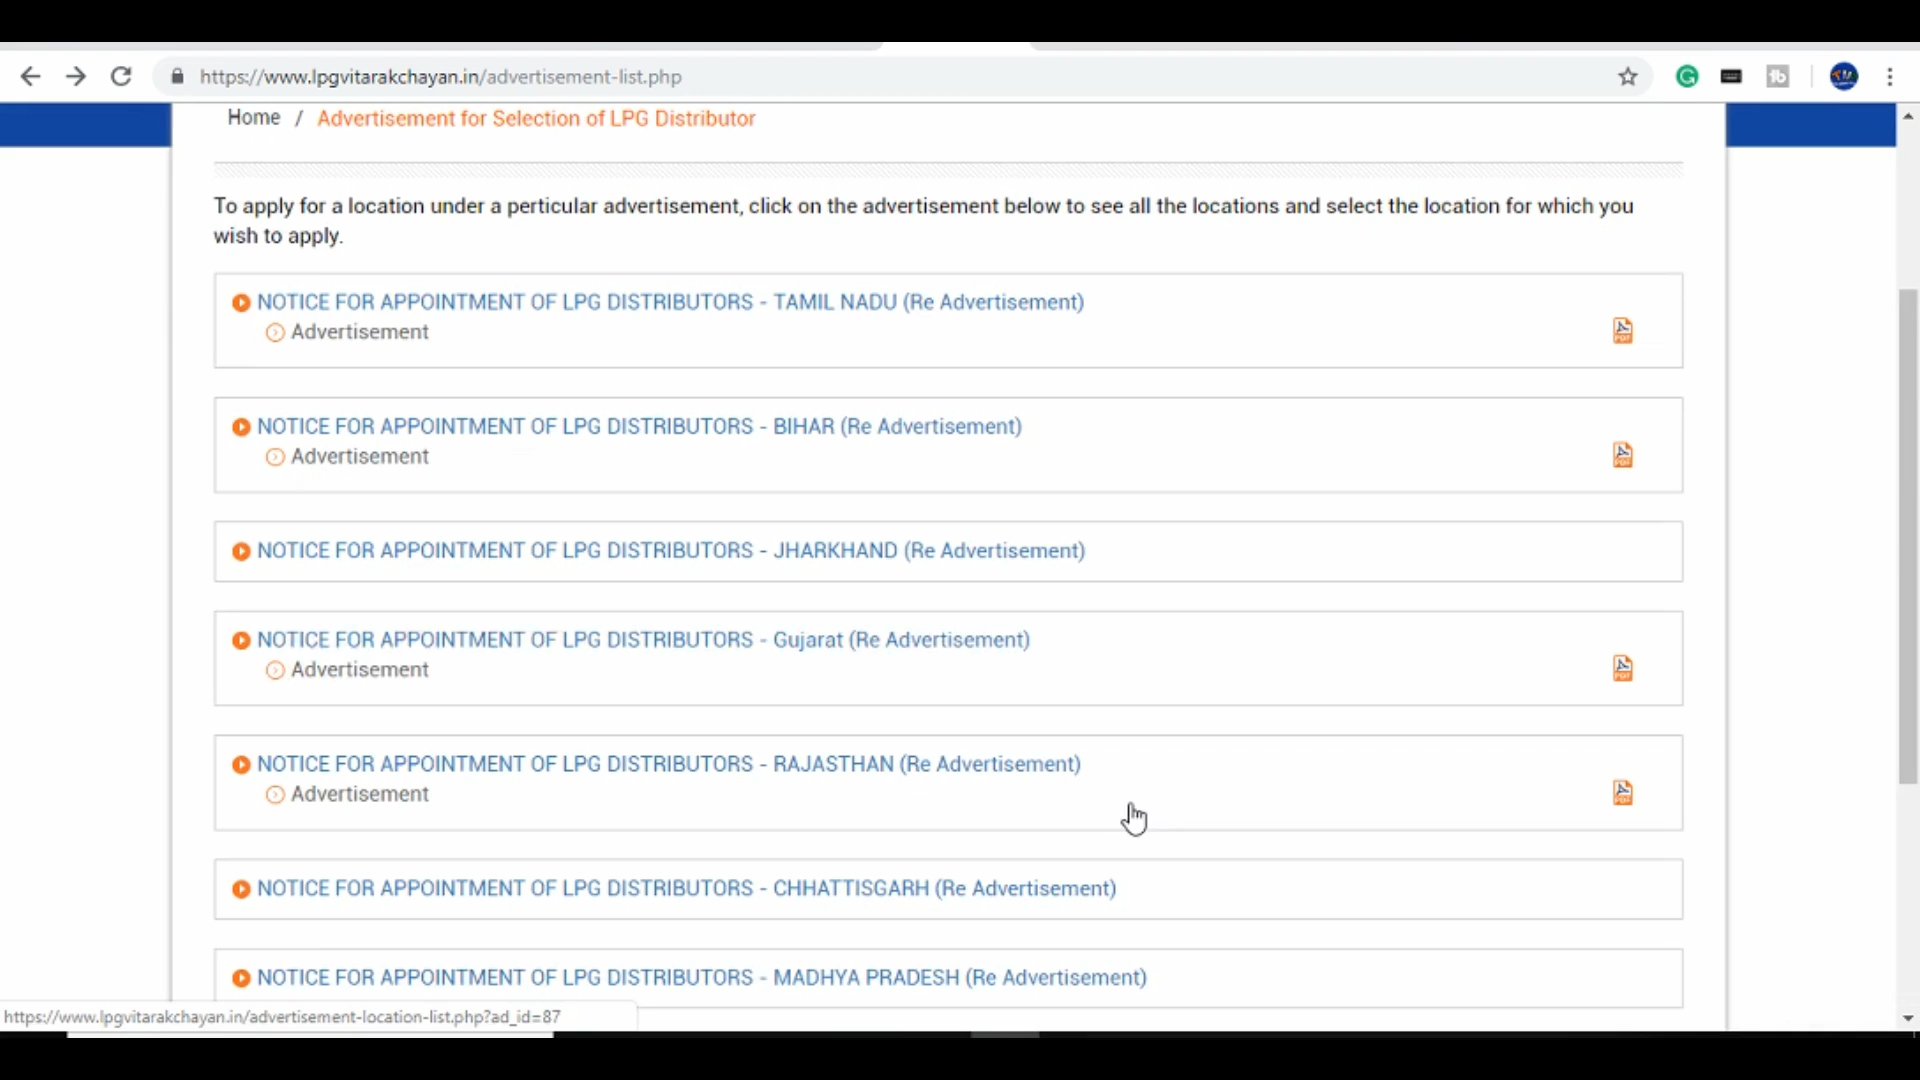 https://www.lpgvitarakchayan.in/advertisement-list.php
Home / Advertisement for Selection of LPG Distributor
To apply for a location under a perticular advertisement, click on the advertisement below to see all the locations and select the location for which you
wish to apply.
NOTICE FOR APPOINTMENT OF LPG DISTRIBUTORS - TAMIL NADU (Re Advertisement)
Advertisement
PDF
NOTICE FOR APPOINTMENT OF LPG DISTRIBUTORS - BIHAR (Re Advertisement)
Advertisement
PDF
NOTICE FOR APPOINTMENT OF LPG DISTRIBUTORS - JHARKHAND (Re Advertisement)
NOTICE FOR APPOINTMENT OF LPG DISTRIBUTORS - Gujarat (Re Advertisement)
Advertisement
PDF
NOTICE FOR APPOINTMENT OF LPG DISTRIBUTORS - RAJASTHAN (Re Advertisement)
Advertisement
PDF
NOTICE FOR APPOINTMENT OF LPG DISTRIBUTORS - CHHATTISGARH (Re Advertisement)
NOTICE FOR APPOINTMENT OF LPG DISTRIBUTORS - MADHYA PRADESH (Re Advertisement)
https://www.lpgvitarakchayan.in/advertisement-location-list.php?ad_id=87